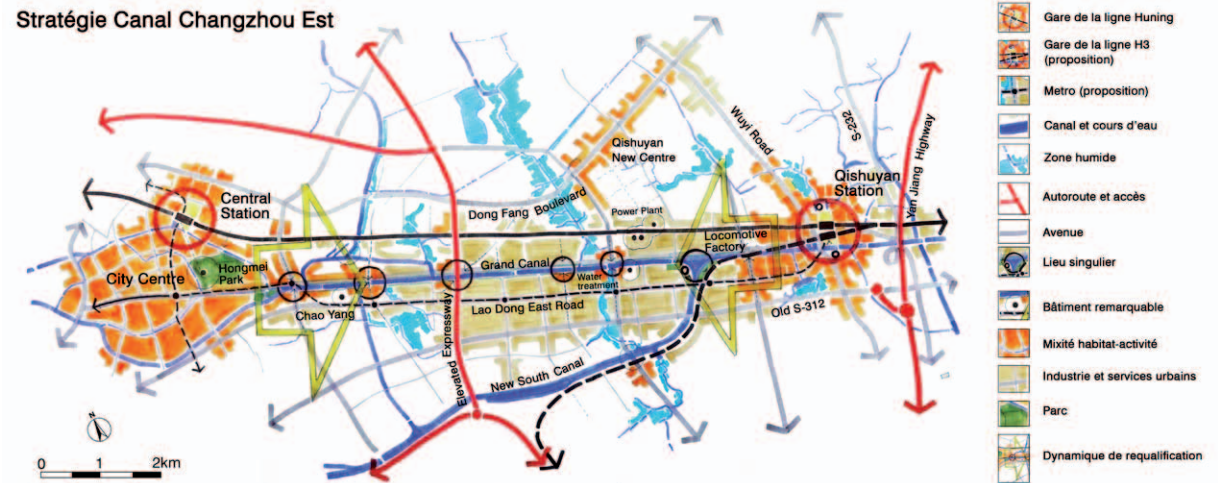 Stratégie Canal Changzhou Est
Central
Station
City Centre
Hongmei
Park
Chao Yang
Dong Fang Boulevard
Qishuyan
New Centre
Power Plant
Wuyi Road
S-232
Yan Jiang Highway
Qishuyan
Station
Locomotive
Factory
Grand Canal
Water
treatment
Lao Dong East Road
Old S-312
Elevated Expressway
New South Canal
N
0 1 2km
Gare de la ligne Huning
Gare de la ligne H3
(proposition)
Metro (proposition)
Canal et cours d'eau
Zone humide
Autoroute et accès
Avenue
Lieu singulier
Bâtiment remarquable
Mixité habitat-activité
Industrie et services urbains
Parc
Dynamique de requalification